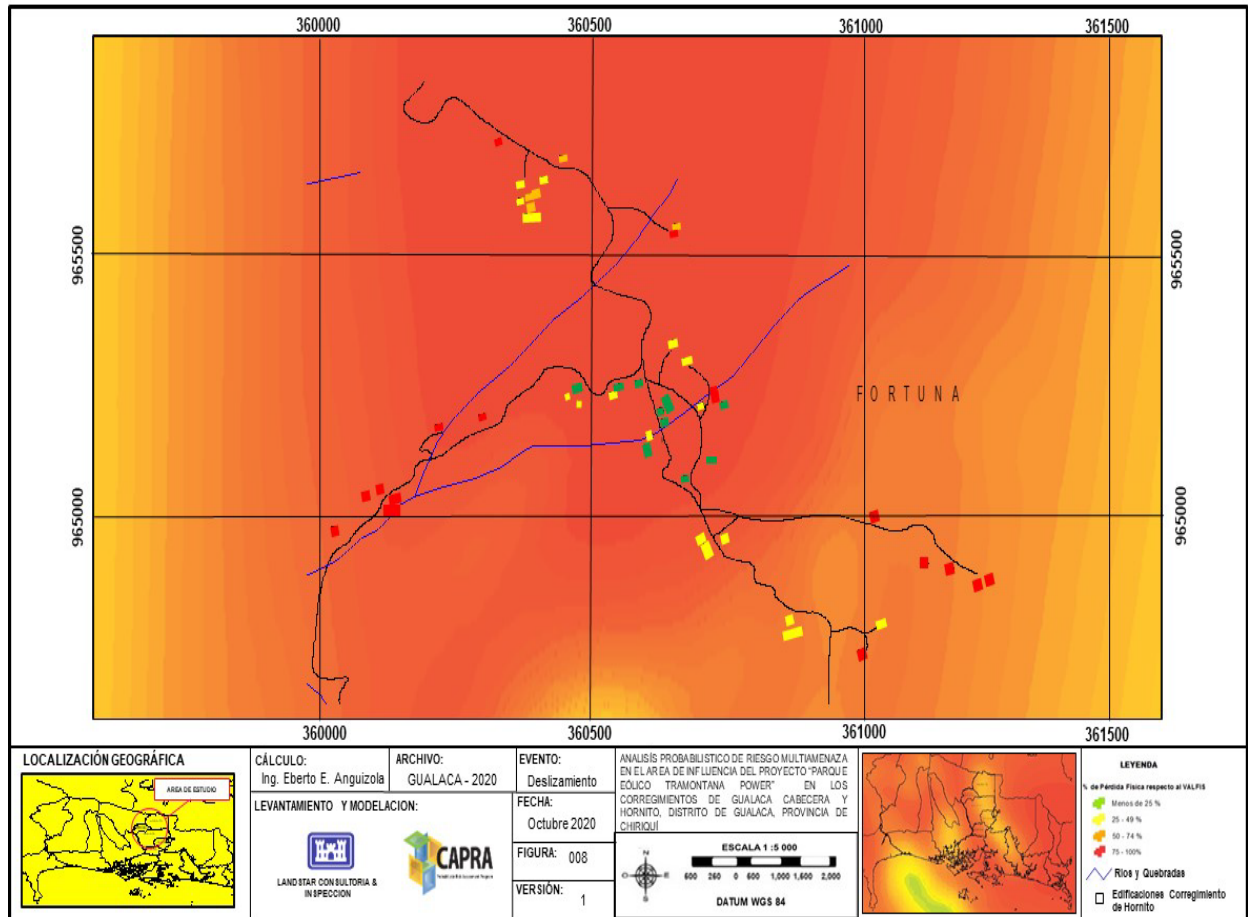 360000 360500 361000 361500
965500 965500
FORTUNA
965000 965000
360000 360500 361000 361500
LOCALIZACIÓN GEOGRÁFICA
AREA DE ESTUDIO
CÁLCULO:
Ing. Eberto E. Anguizola
ARCHIVO:
GUALACA - 2020
LEVANTAMIENTO Y MODELACION:
LANDSTAR CONSULTORIA &
INSPECCION
CAPRA
EVENTO:
Deslizamiento
FECHA:
Octubre 2020
FIGURA: 008
VERSIÓN:
1
ANALISIS PROBABILISTICO DE RIESGO MULTIAMENAZA
EN EL AREA DE INFLUENCIA DEL PROYECTO "PARQUE
EÓLICO TRAMONTANA POWER" EN LOS
CORREGIMIENTOS DE GUALACA CABECERA Y
HORNITO, DISTRITO DE GUALACA, PROVINCIA DE
CHIRIQUÍ
N
O E
S
ESCALA 1 :5 000
500 250 0 500 1,000 1,500 2,000
DATUM WGS 84
LEYENDA
% de Pérdida Física respecto al VALFIS
Menos de 25 %
25 - 49 %
50 - 74 %
75 - 100%
Rios y Quebradas
Edificaciones Corregimiento
de Hornito